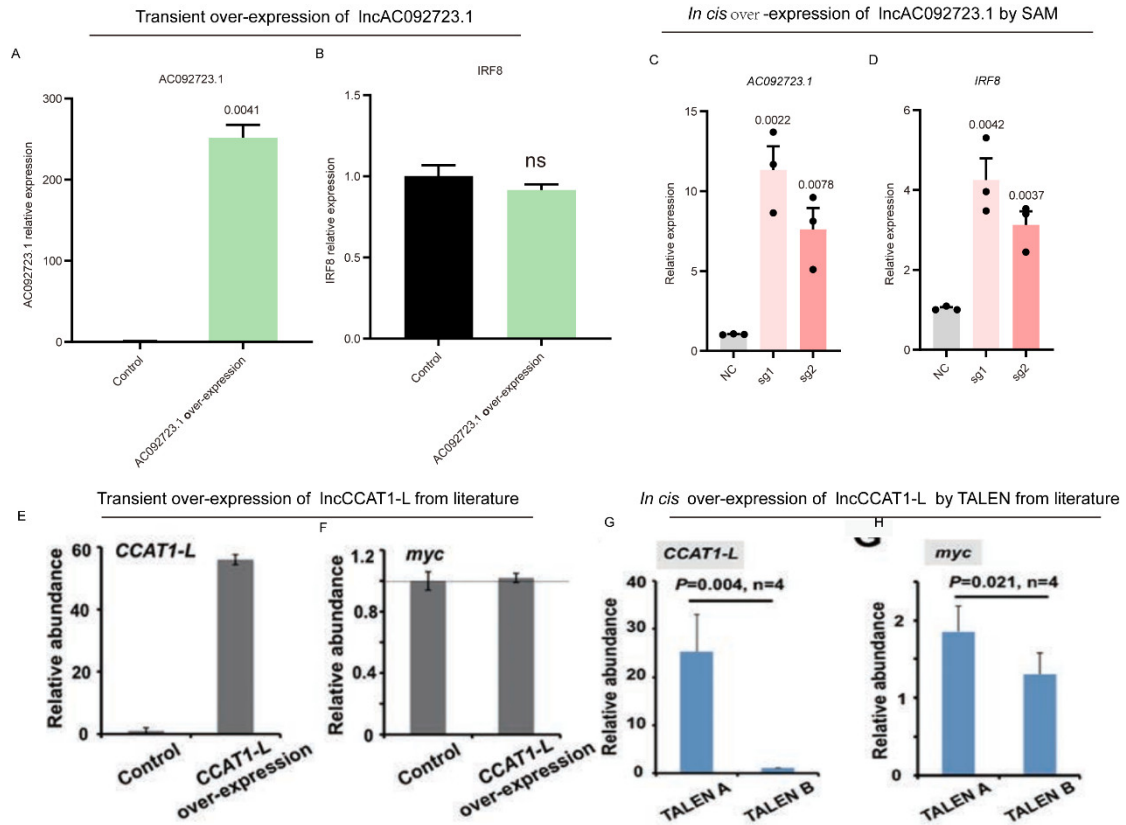 Transient over-expression of lncAC092723.1
In cis over -expression of lncAC092723.1 by SAM
A
AC092723.1
AC092723.1 relative expression
300
200
100
0
0.0041
Control
AC092723.1 over-expression
B
IRF8
IRF8 relative expression
1.5
1.0
0.5
0.0
ns
Control
AC092723.1 over-expression
C
AC092723.1
Relative expression
15
10
5
0
0.0022
0.0078
NC
sg1
sg2
D
IRF8
Relative expression
6
4
2
0
0.0042
0.0037
NC
sg1
sg2
Transient over-expression of lncCCAT1-L from literature
In cis over-expression of lncCCAT1-L by TALEN from literature
E
CCAT1-L
Relative abundance
60
20
60
0
Control
CCAT1-L
over-expression
F
myc
Relative abundance
1.2
1
0.8
0.4
0
Control
CCAT1-L
over-expression
G
CCAT1-L
P=0.004, n=4
Relative abundance
40
30
20
10
0
TALEN A
TALEN B
H
myc
P=0.021, n=4
Relative abundance
2
1
0
TALEN A
TALEN B